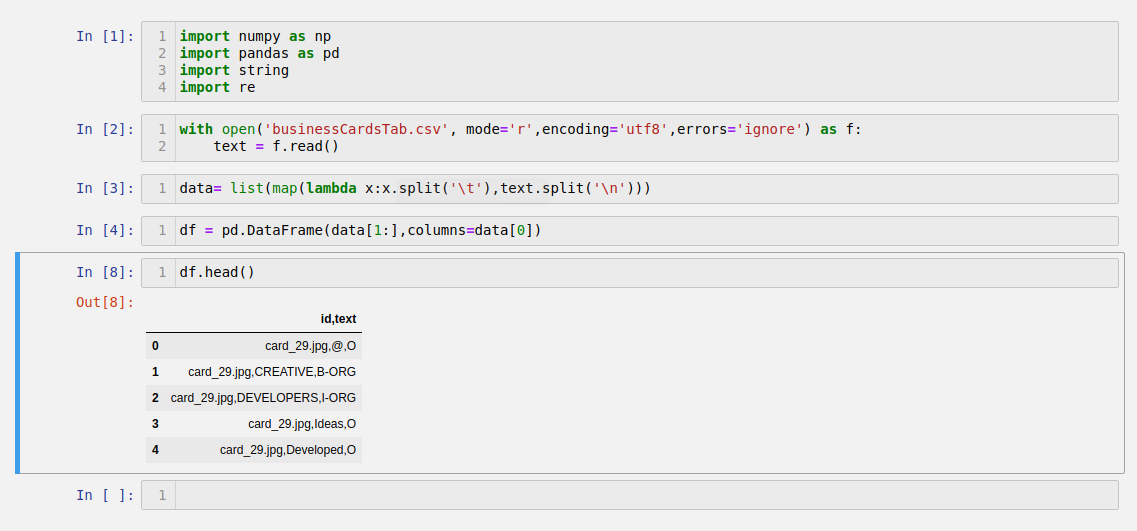 In [1]:
1 import numpy as np
2 import pandas as pd
3 import string
4 import re
In [2]:
1 with open('businessCardsTab.csv', mode='r',encoding='utf8',errors='ignore') as f:
2     text = f.read()
In [3]:
1 data= list(map(lambda x:x.split('\t'),text.split('\n')))
In [4]:
1 df = pd.DataFrame(data[1:],columns=data[0])
In [8]:
1 df.head()
Out[8]:
id,text
0 card_29.jpg,@,O
1 card_29.jpg,CREATIVE,B-ORG
2 card_29.jpg,DEVELOPERS,I-ORG
3 card_29.jpg,Ideas,O
4 card_29.jpg,Developed,O
In [ ]:
1